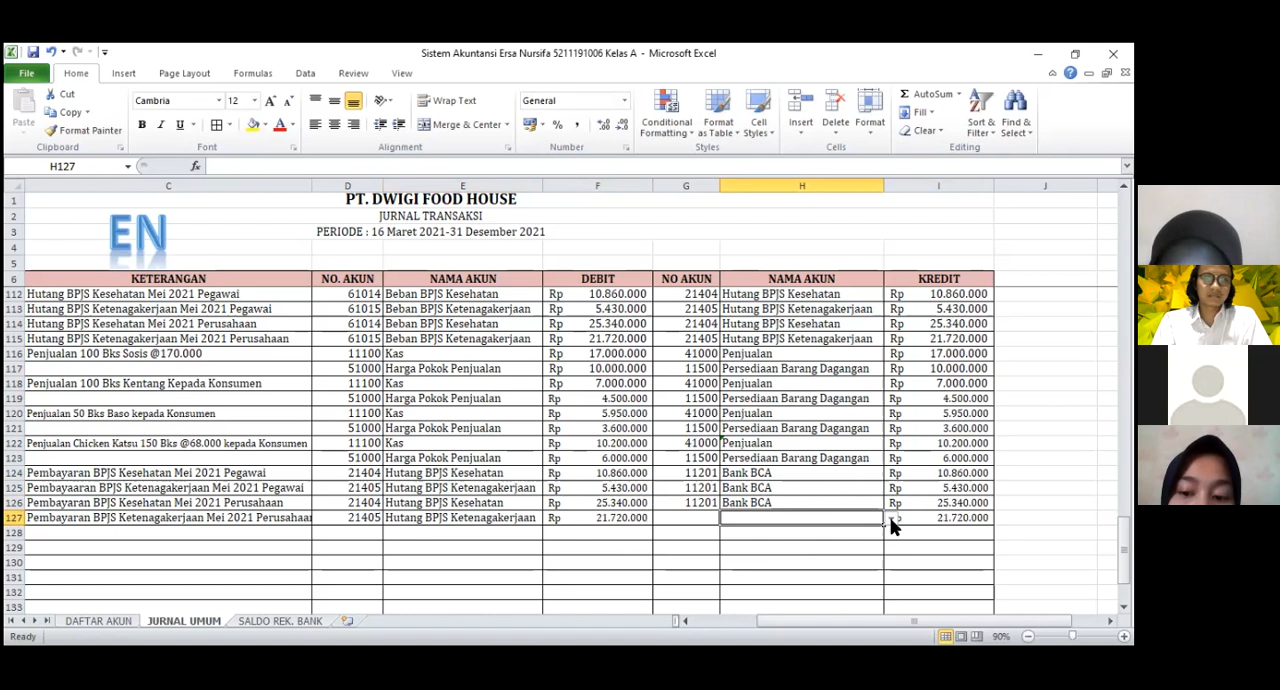 Sistem Akuntansi Ersa Nursifa 5211191006 Kelas A - Microsoft Excel
File Home Insert Page Layout Formulas Data Review View
Cut
Copy
Format Painter
Paste
Clipboard
Cambria 12
B I U A
Font
Wrap Text
Merge & Center
Alignment
General
% ,
Number
Conditional Formatting
Format as Table
Cell Styles
Styles
Insert Delete Format
Cells
AutoSum
Fill
Clear
Sort & Filter
Find & Select
Editing
H127 fx
C D E F G H I J
1 PT. DWIGI FOOD HOUSE
2 JURNAL TRANSAKSI
3 PERIODE : 16 Maret 2021-31 Desember 2021
EN
4
5
6 KETERANGAN NO. AKUN NAMA AKUN DEBIT NO AKUN NAMA AKUN KREDIT
112 Hutang BPJS Kesehatan Mei 2021 Pegawai 61014 Beban BPJS Kesehatan Rp 10.860.000 21404 Hutang BPJS Kesehatan Rp 10.860.000
113 Hutang BPJS Ketenagakerjaan Mei 2021 Pegawai 61015 Beban BPJS Ketenagakerjaan Rp 5.430.000 21405 Hutang BPJS Ketenagakerjaan Rp 5.430.000
114 Hutang BPJS Kesehatan Mei 2021 Perusahaan 61014 Beban BPJS Kesehatan Rp 25.340.000 21404 Hutang BPJS Kesehatan Rp 25.340.000
115 Hutang BPJS Ketenagakerjaan Mei 2021 Perusahaan 61015 Beban BPJS Ketenagakerjaan Rp 21.720.000 21405 Hutang BPJS Ketenagakerjaan Rp 21.720.000
116 Penjualan 100 Bks Sosis @170.000 11100 Kas Rp 17.000.000 41000 Penjualan Rp 17.000.000
117 51000 Harga Pokok Penjualan Rp 10.000.000 11500 Persediaan Barang Dagangan Rp 10.000.000
118 Penjualan 100 Bks Kentang Kepada Konsumen 11100 Kas Rp 7.000.000 41000 Penjualan Rp 7.000.000
119 51000 Harga Pokok Penjualan Rp 4.500.000 11500 Persediaan Barang Dagangan Rp 4.500.000
120 Penjualan 50 Bks Baso kepada Konsumen 11100 Kas Rp 5.950.000 41000 Penjualan Rp 5.950.000
121 51000 Harga Pokok Penjualan Rp 3.600.000 11500 Persediaan Barang Dagangan Rp 3.600.000
122 Penjualan Chicken Katsu 150 Bks @68.000 kepada Konsumen 11100 Kas Rp 10.200.000 41000 Penjualan Rp 10.200.000
123 51000 Harga Pokok Penjualan Rp 6.000.000 11500 Persediaan Barang Dagangan Rp 6.000.000
124 Pembayaran BPJS Kesehatan Mei 2021 Pegawai 21404 Hutang BPJS Kesehatan Rp 10.860.000 11201 Bank BCA Rp 10.860.000
125 Pembayaaran BPJS Ketenagakerjaan Mei 2021 Pegawai 21405 Hutang BPJS Ketenagakerjaan Rp 5.430.000 11201 Bank BCA Rp 5.430.000
126 Pembayaran BPJS Kesehatan Mei 2021 Perusahaan 21404 Hutang BPJS Kesehatan Rp 25.340.000 11201 Bank BCA Rp 25.340.000
127 Pembayaran BPJS Ketenagakerjaan Mei 2021 Perusahaan 21405 Hutang BPJS Ketenagakerjaan Rp 21.720.000 21.720.000
128
129
130
131
132
133
DAFTAR AKUN JURNAL UMUM SALDO REK. BANK
Ready 90%